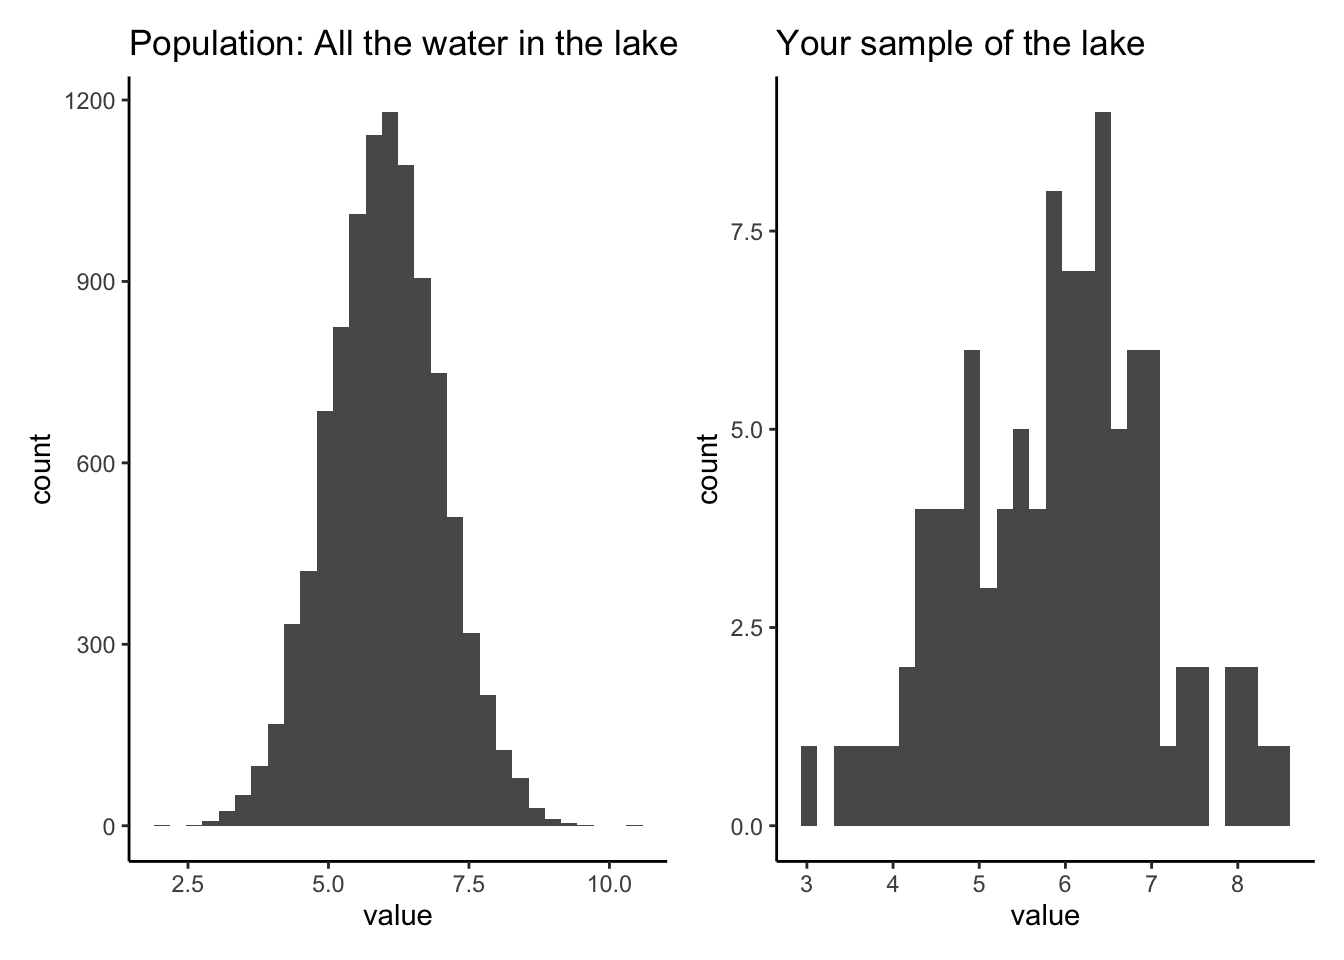 Population: All the water in the lake
1200
900
600
300
0
count
2.5 5.0 7.5 10.0
value
Your sample of the lake
7.5
5.0
2.5
0.0
count
3 4 5 6 7 8
value